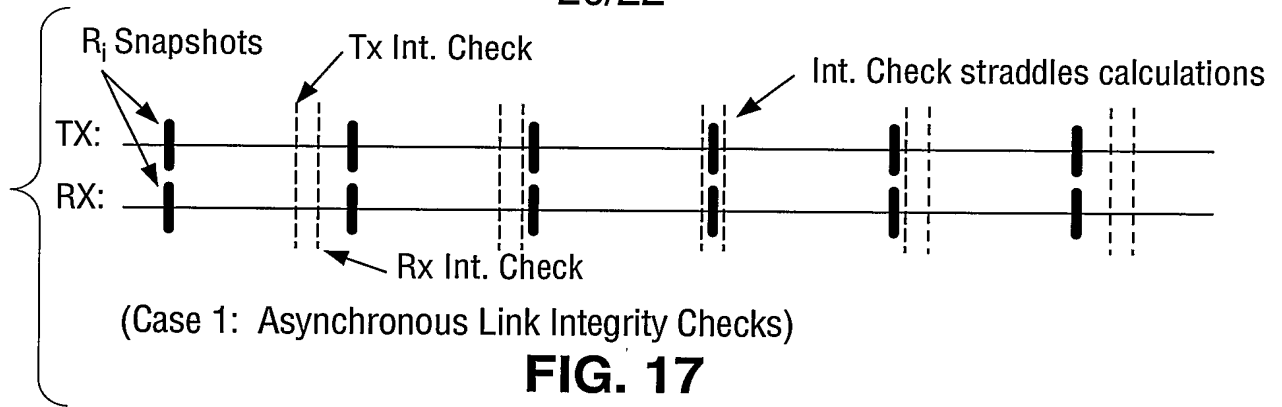 R_i Snapshots
Tx Int. Check
Int. Check straddles calculations
TX:
RX:
Rx Int. Check
(Case 1: Asynchronous Link Integrity Checks)
FIG. 17